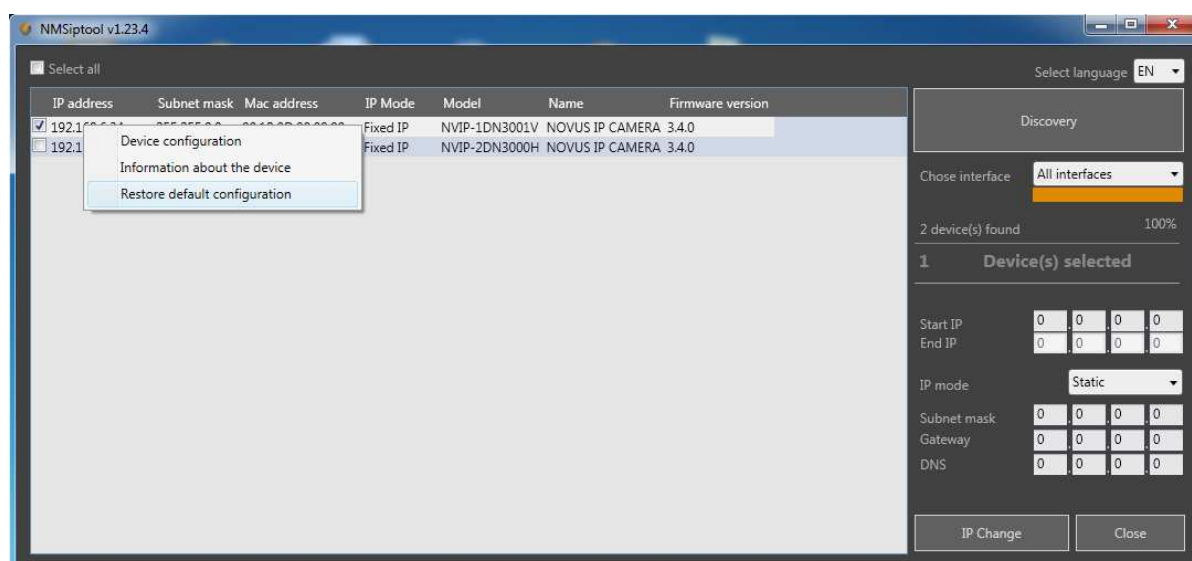 NMSiptool v1.23.4
Select all
Select language EN
IP address Subnet mask Mac address IP Mode Model Name Firmware version
Fixed IP NVIP-1DN3001V NOVUS IP CAMERA 3.4.0
192.1 Fixed IP NVIP-2DN3000H NOVUS IP CAMERA 3.4.0
Device configuration
Information about the device
Restore default configuration
Discovery
Chose interface All interfaces
2 device(s) found 100%
1 Device(s) selected
Start IP 0 . 0 . 0 . 0
End IP 0 . 0 . 0 . 0
IP mode Static
Subnet mask 0 . 0 . 0 . 0
Gateway 0 . 0 . 0 . 0
DNS 0 . 0 . 0 . 0
IP Change Close